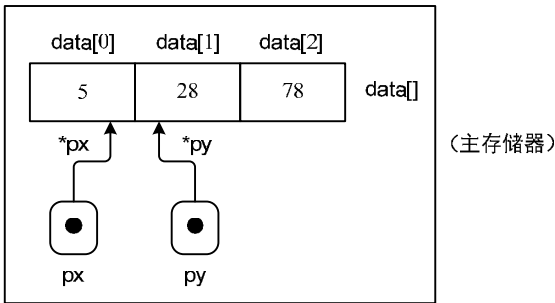 data[0] data[1] data[2]
5 28 78 data[]
*px *py
（主存储器）
px py